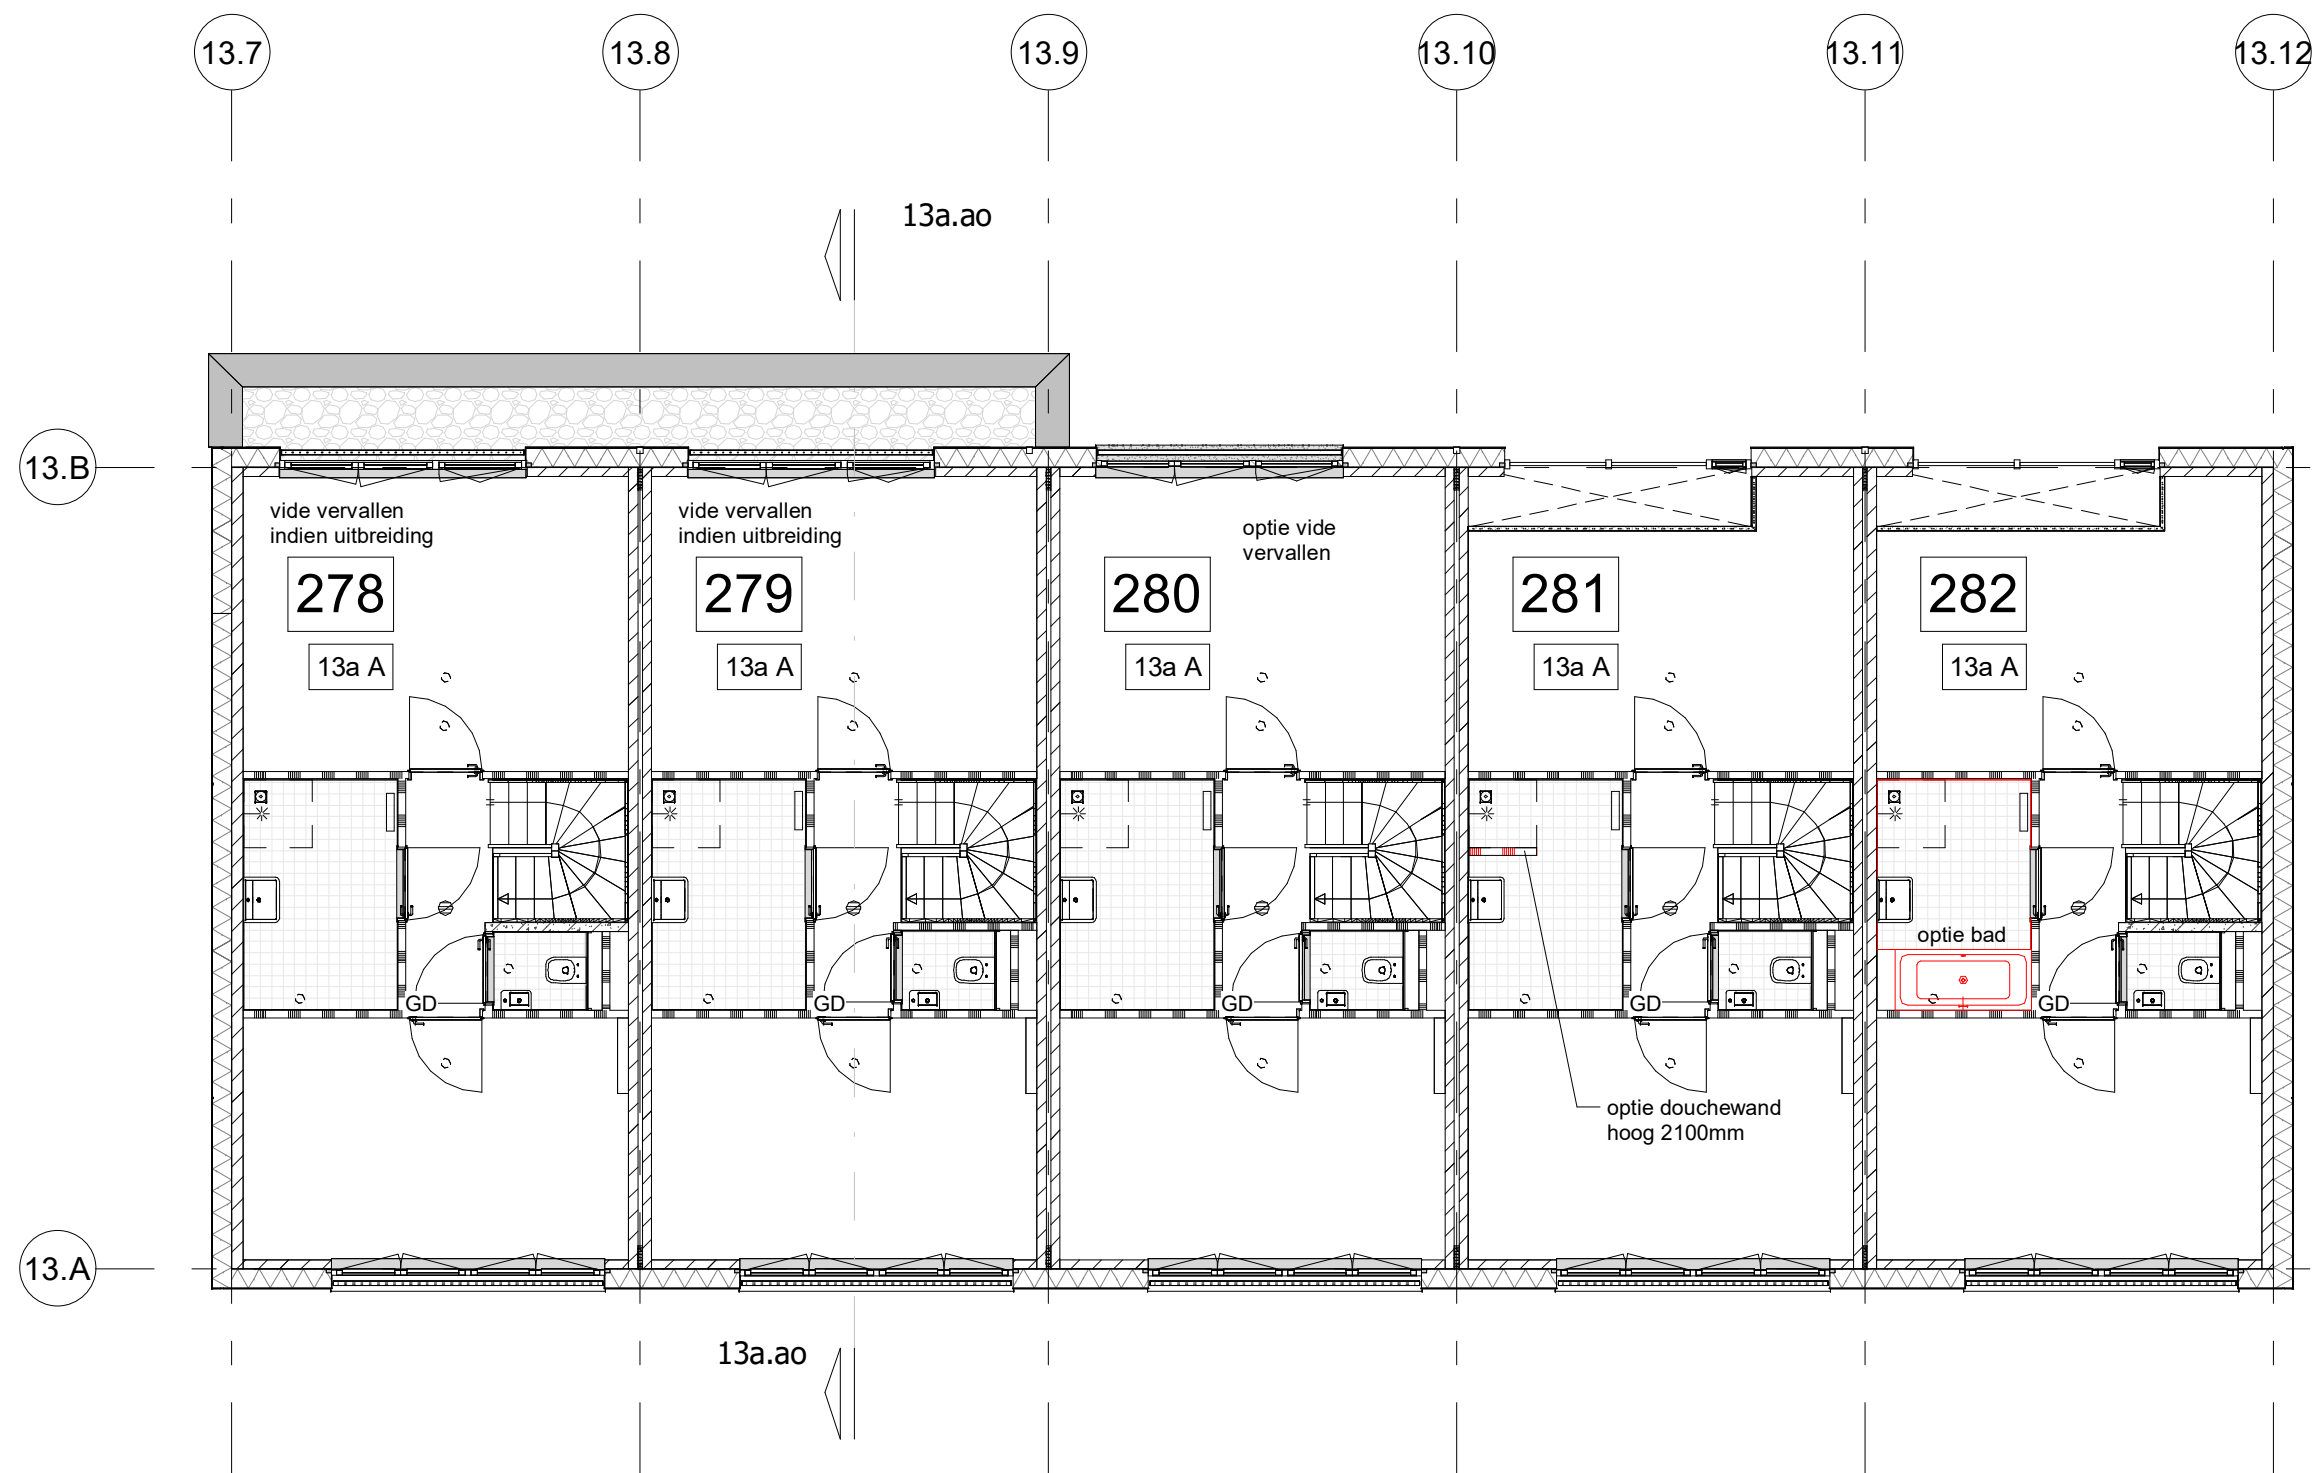 13.7
13.8
13.9
13.10
13.11
13.12
13a.ao
13.B
vide vervallen
indien uitbreiding
vide vervallen
indien uitbreiding
optie vide
vervallen
278
279
280
281
282
13a A
13a A
13a A
13a A
13a A
optie bad
GD
GD
GD
GD
GD
optie douchewand
hoog 2100mm
13.A
13a.ao